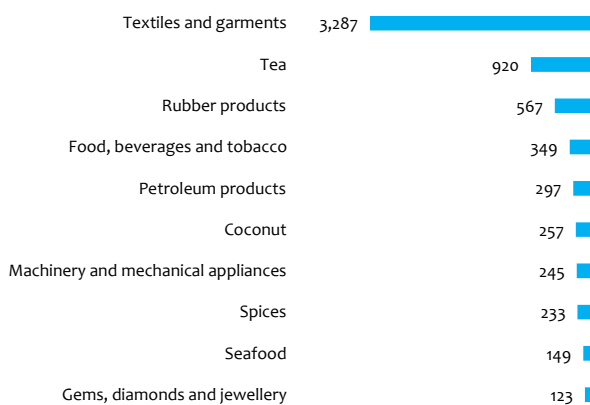 Textiles and garments 3,287
Tea 920
Rubber products 567
Food, beverages and tobacco 349
Petroleum products 297
Coconut 257
Machinery and mechanical appliances 245
Spices 233
Seafood 149
Gems, diamonds and jewellery 123